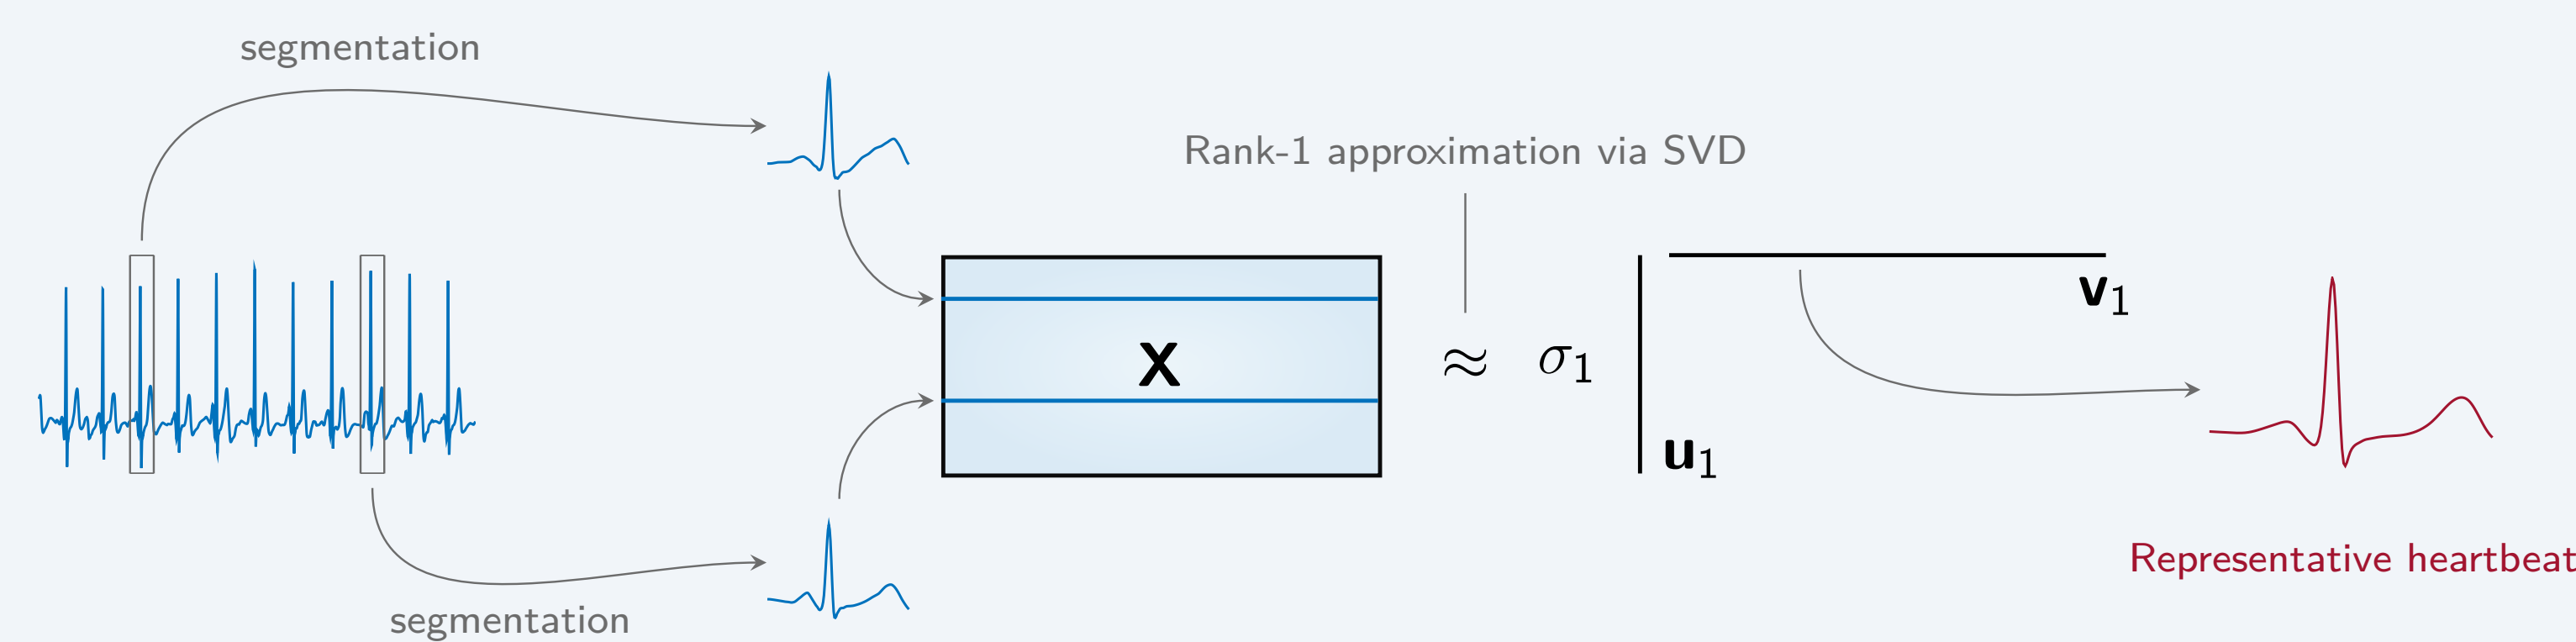 segmentation
Rank-1 approximation via SVD
X
≈ σ₁
v₁
u₁
Representative heartbeat
segmentation